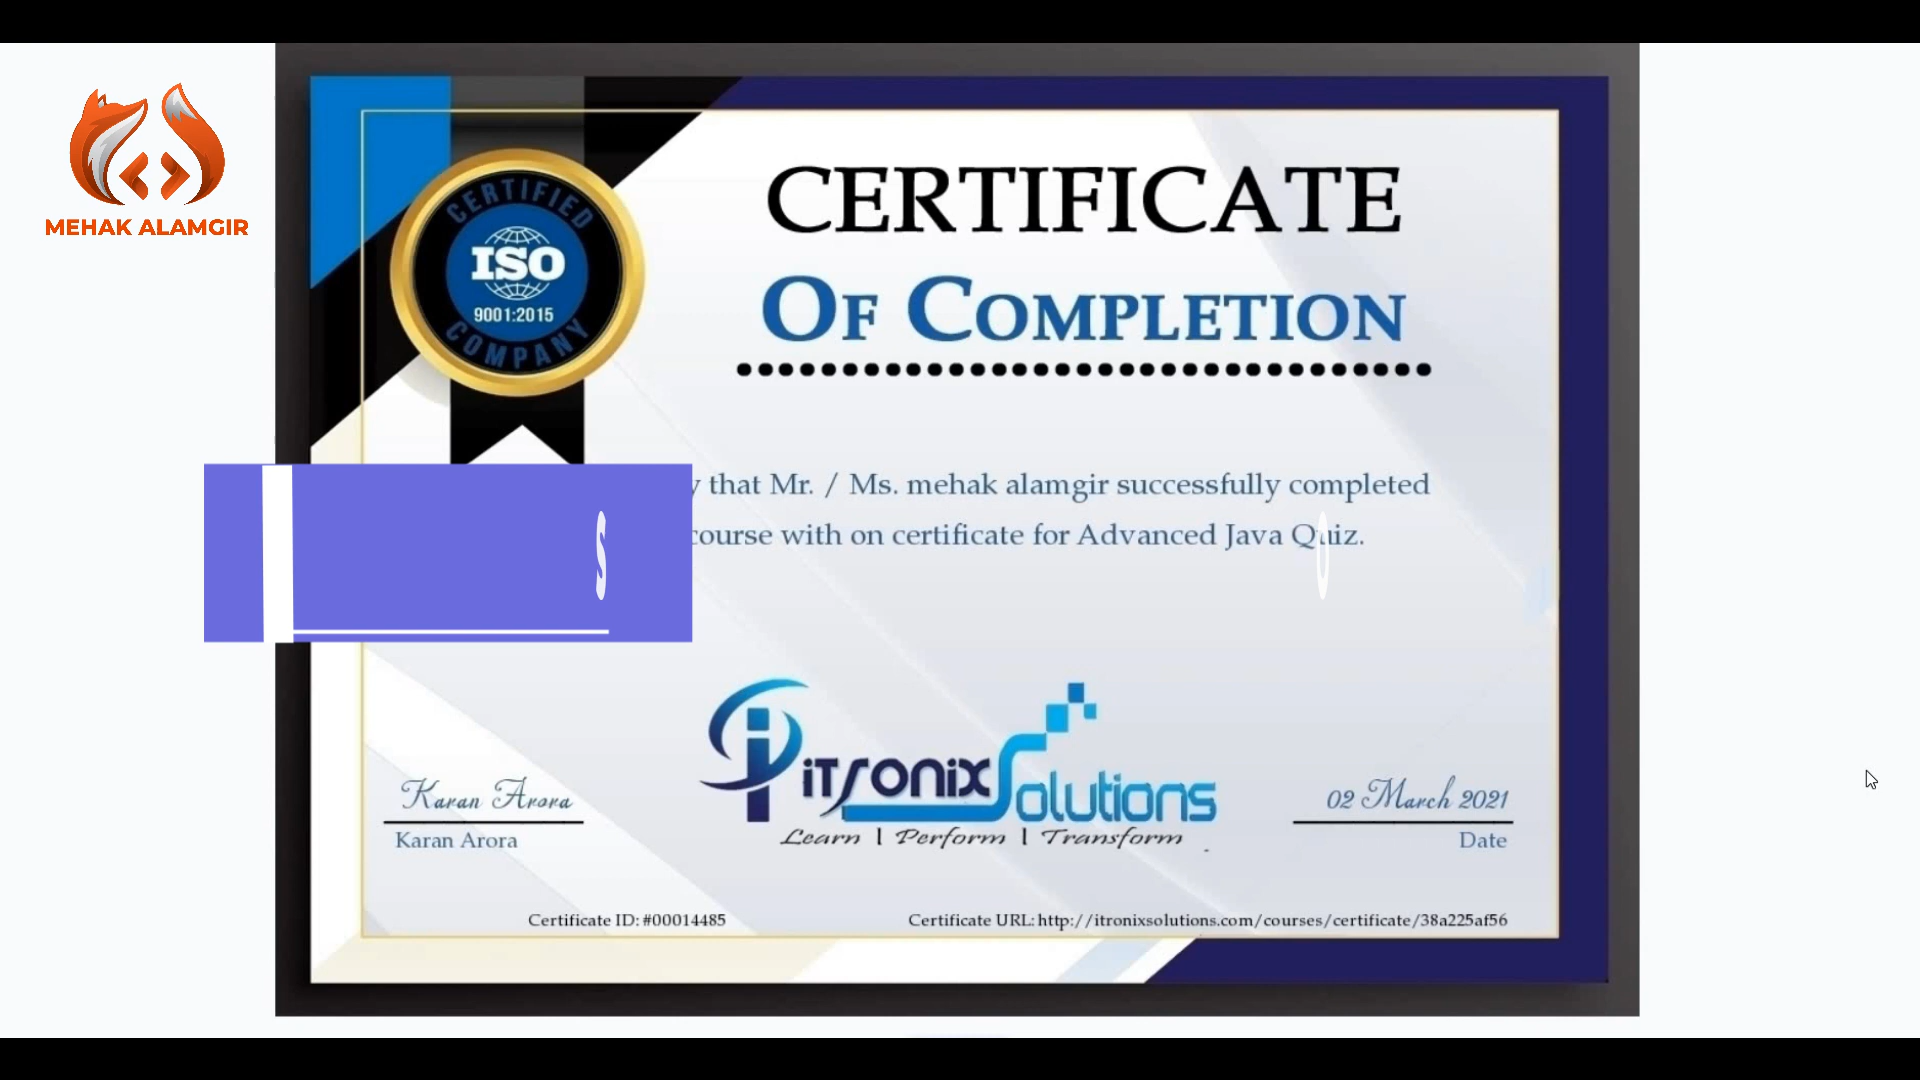 MEHAK ALAMGIR
CERTIFIED
ISO
9001:2015
COMPANY
CERTIFICATE
OF COMPLETION
that Mr. / Ms. mehak alamgir successfully completed
course with on certificate for Advanced Java Quiz.
S
iTronix Solutions
Learn | Perform | Transform
Karan Arora
Karan Arora
02 March 2021
Date
Certificate ID: #00014485
Certificate URL: http://itronixsolutions.com/courses/certificate/38a225af56